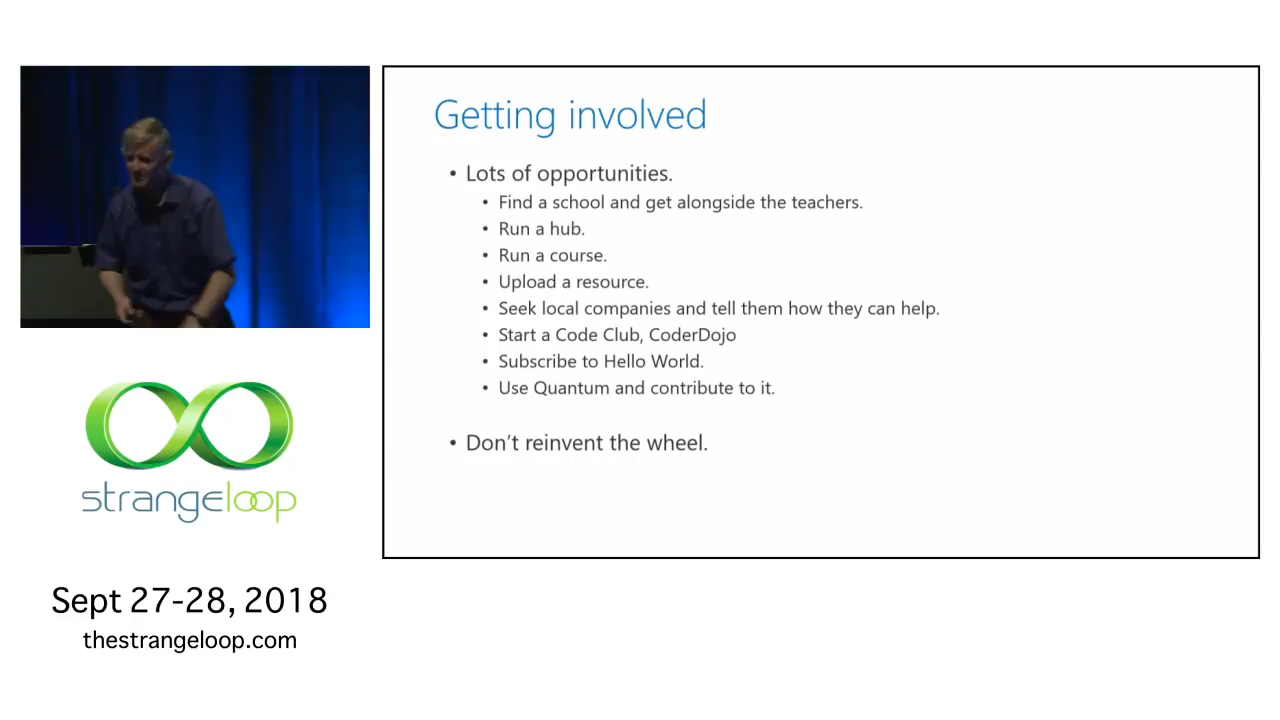 Getting involved
• Lots of opportunities.
• Find a school and get alongside the teachers.
• Run a hub.
• Run a course.
• Upload a resource.
• Seek local companies and tell them how they can help.
• Start a Code Club, CoderDojo
• Subscribe to Hello World.
• Use Quantum and contribute to it.
• Don't reinvent the wheel.
strangeloop
Sept 27-28, 2018
thestrangeloop.com